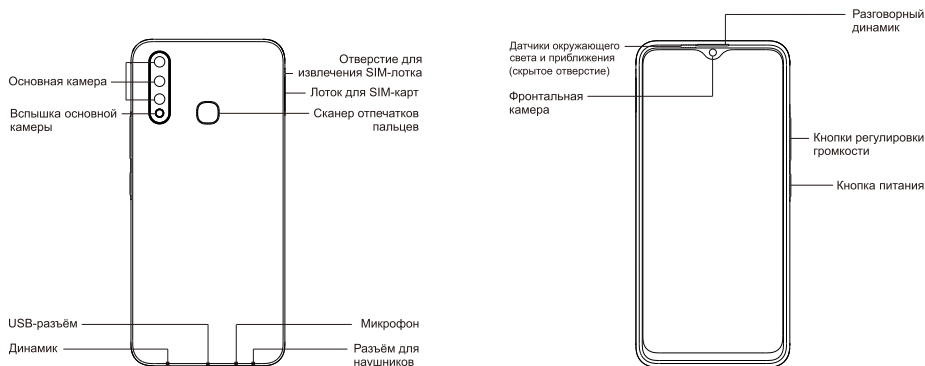 Основная камера
Вспышка основной
камеры
Отверстие для
извлечения SIM-лотка
Лоток для SIM-карт
Сканер отпечатков
пальцев
USB-разъём
Динамик
Микрофон
Разъём для
наушников
Разговорный
динамик
Датчики окружающего
света и приближения
(скрытое отверстие)
Фронтальная
камера
Кнопки регулировки
громкости
Кнопка питания